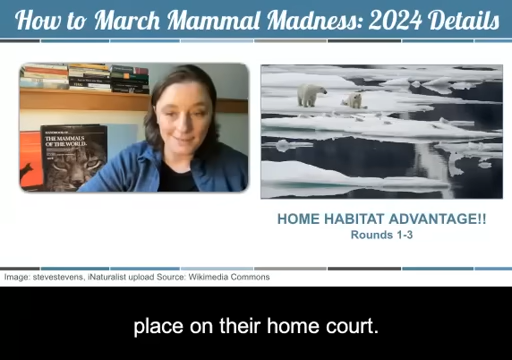 How to March Mammal Madness: 2024 Details
THE MAMMALS
OF THE WORLD
HOME HABITAT ADVANTAGE!!
Rounds 1-3
Image: stevestevens, iNaturalist upload Source: Wikimedia Commons
place on their home court.